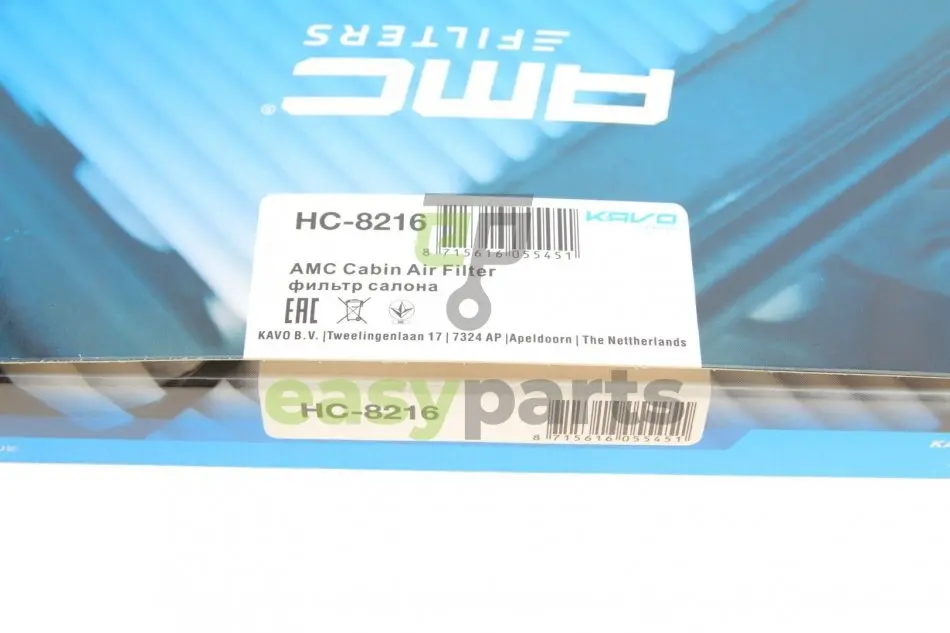 FILTERS
AMC®
HC-8216
8 715616 055451
KAVO
AMC Cabin Air Filter
фильтр салона
EAC
KAVO B.V. |Tweelingenlaan 17 | 7324 AP |Apeldoorn | The Nettherlands
easyparts
HC-8216
8 715616 055451